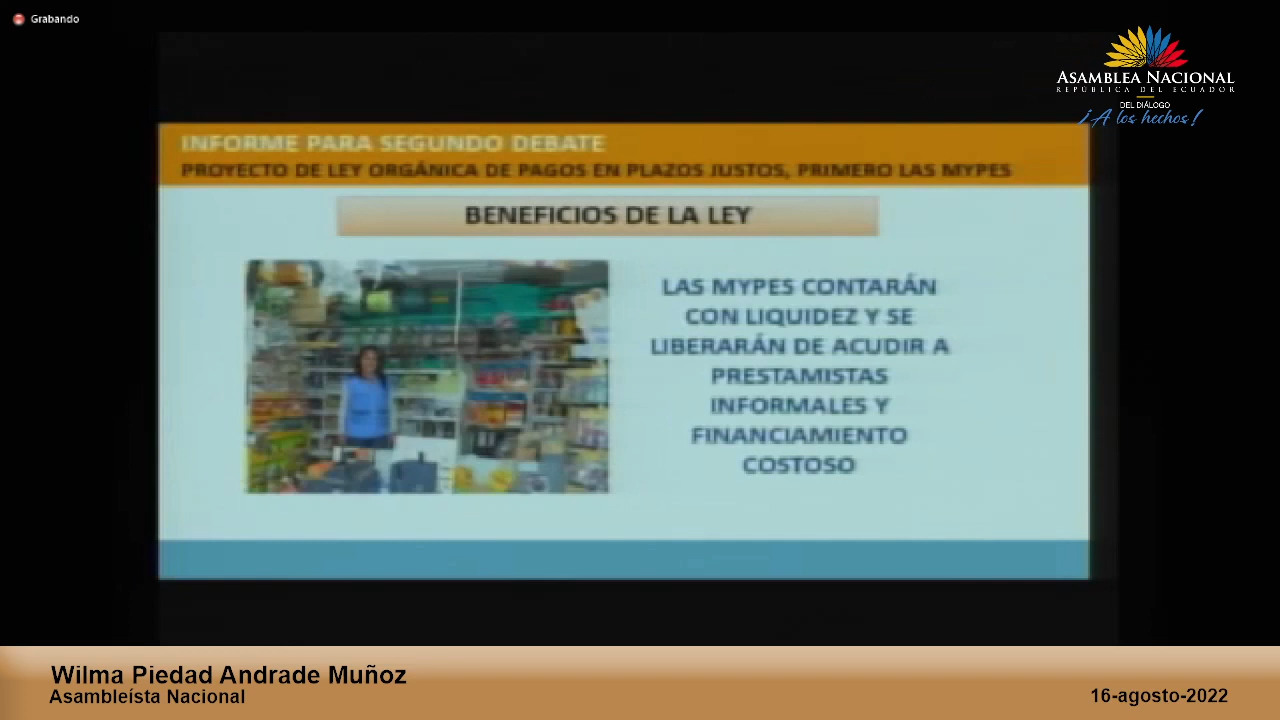 Grabando
ASAMBLEA NACIONAL
REPÚBLICA DEL ECUADOR
DEL DIÁLOGO
¡A los hechos!
INFORME PARA SEGUNDO DEBATE
PROYECTO DE LEY ORGÁNICA DE PAGOS EN PLAZOS JUSTOS, PRIMERO LAS MYPES
BENEFICIOS DE LA LEY
LAS MYPES CONTARÁN
CON LIQUIDEZ Y SE
LIBERARÁN DE ACUDIR A
PRESTAMISTAS
INFORMALES Y
FINANCIAMIENTO
COSTOSO
Wilma Piedad Andrade Muñoz
Asambleísta Nacional
16-agosto-2022